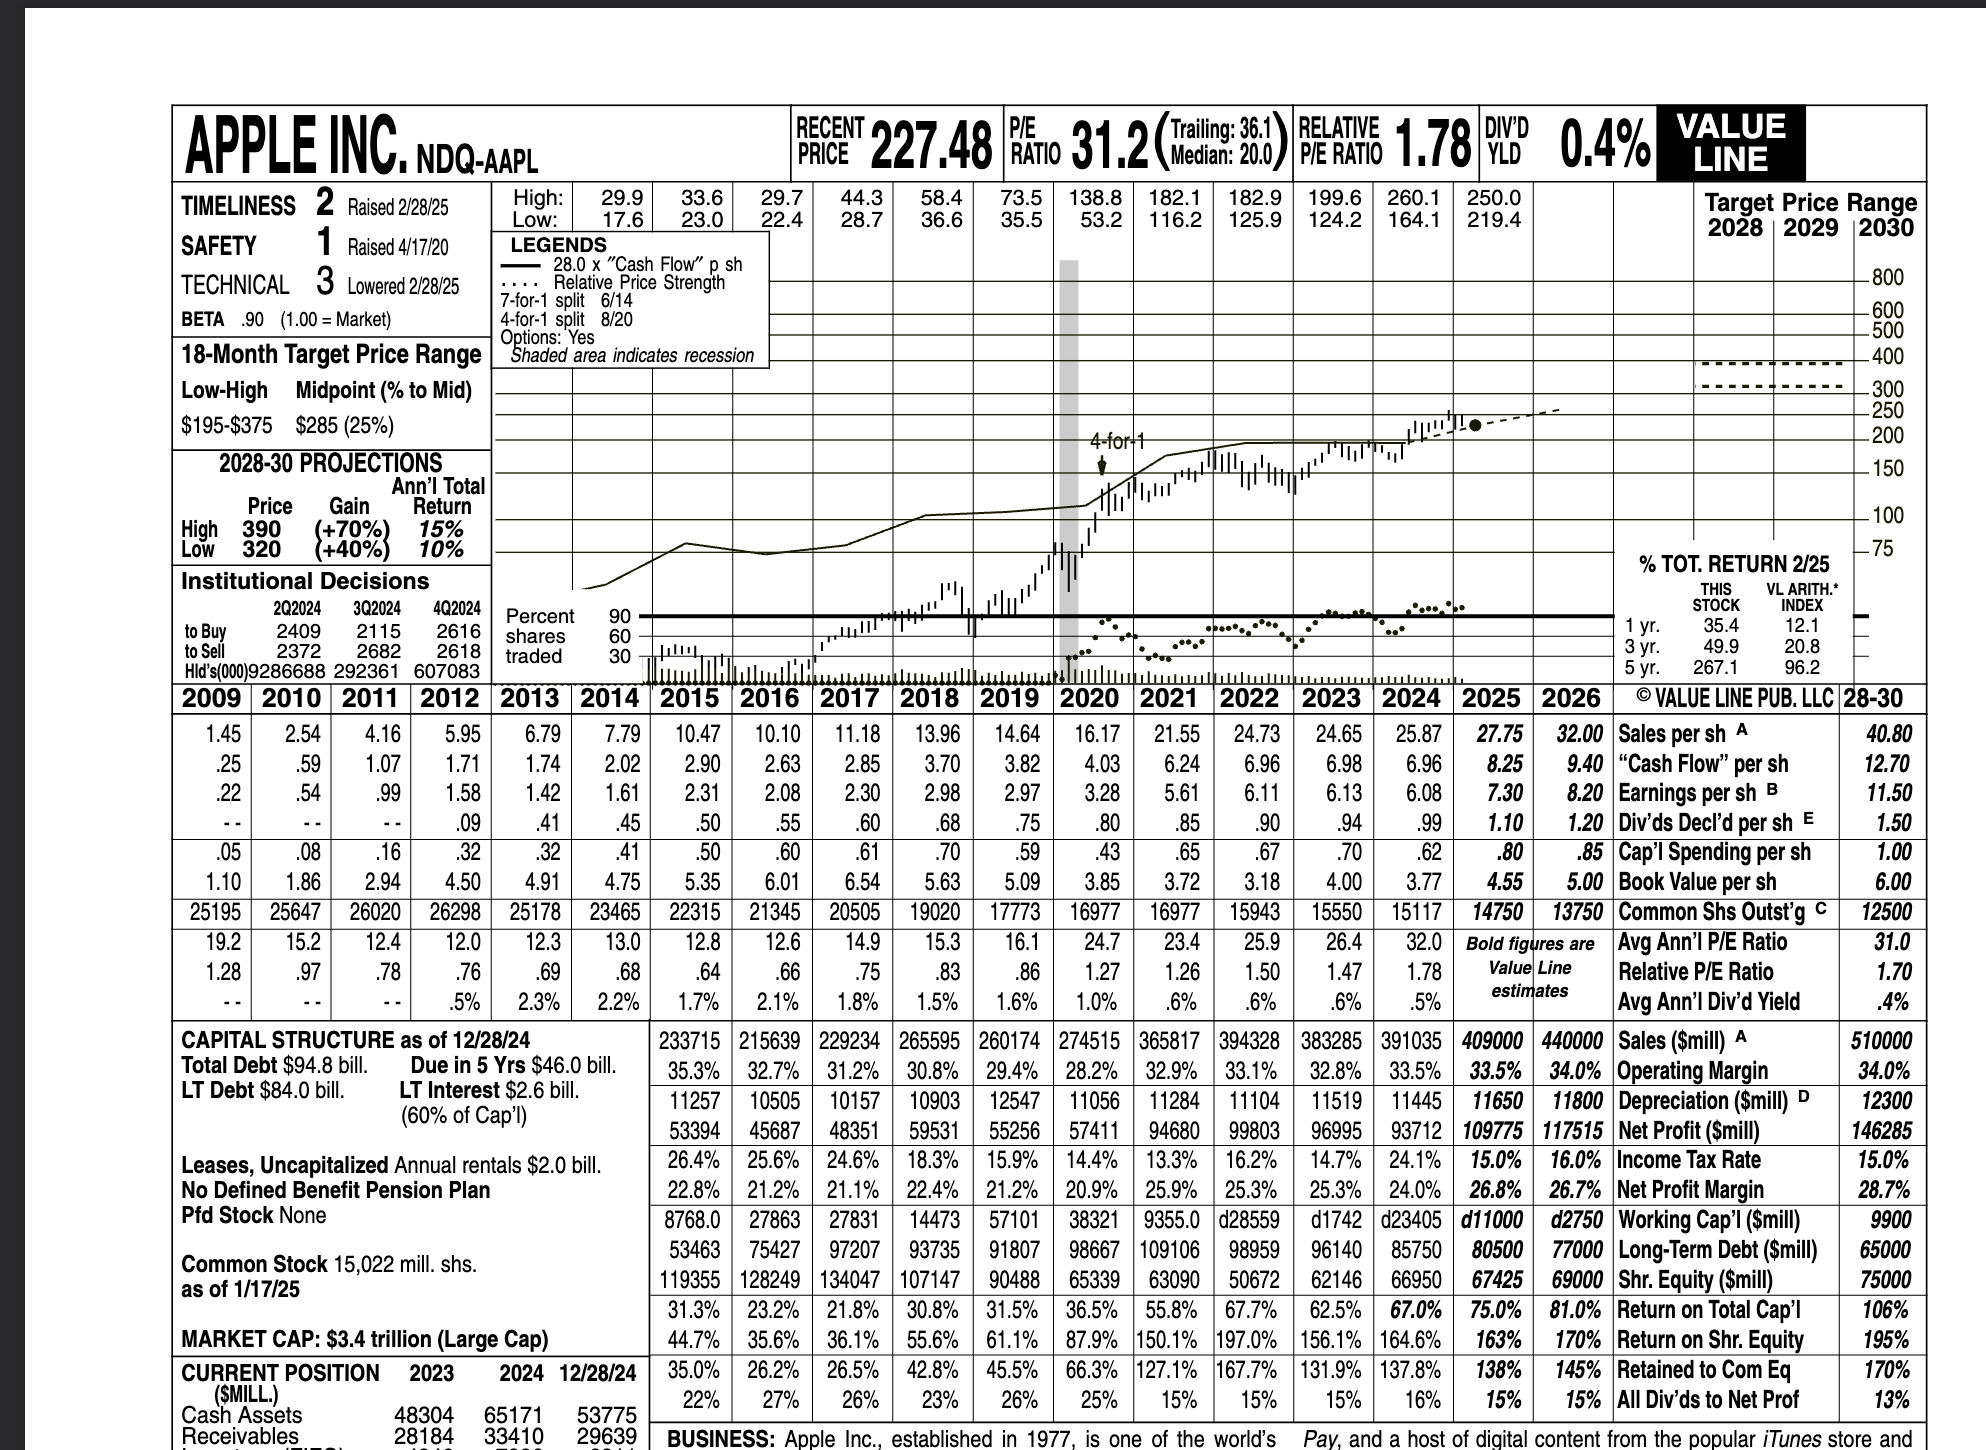 APPLE INC. NDQ-AAPL RECENT PRICE 227.48 P/E RATIO 31.2 (Trailing: 36.1 Median: 20.0) RELATIVE P/E RATIO 1.78 DIV'D YLD 0.4% VALUE LINE
TIMELINESS 2 Raised 2/28/25
SAFETY 1 Raised 4/17/20
TECHNICAL 3 Lowered 2/28/25
BETA .90 (1.00 = Market)
18-Month Target Price Range
Low-High Midpoint (% to Mid)
$195-$375 $285 (25%)
2028-30 PROJECTIONS
Ann'l Total
Price Gain Return
High 390 (+70%) 15%
Low 320 (+40%) 10%
Institutional Decisions
2Q2024 3Q2024 4Q2024
to Buy 2409 2115 2616
to Sell 2372 2682 2618
Hld's(000) 9286688 292361 607083
High: 29.9 33.6 29.7 44.3 58.4 73.5 138.8 182.1 182.9 199.6 260.1 250.0
Low: 17.6 23.0 22.4 28.7 36.6 35.5 53.2 116.2 125.9 124.2 164.1 219.4
LEGENDS
28.0 x "Cash Flow" p sh
. . . . Relative Price Strength
7-for-1 split 6/14
4-for-1 split 8/20
Options: Yes
Shaded area indicates recession
4-for-1
Percent shares traded
90
60
30
Target Price Range
2028 2029 2030
800
600
500
400
300
250
200
150
100
75
% TOT. RETURN 2/25
THIS STOCK VL ARITH.* INDEX
1 yr. 35.4 12.1
3 yr. 49.9 20.8
5 yr. 267.1 96.2
2009 2010 2011 2012 2013 2014 2015 2016 2017 2018 2019 2020 2021 2022 2023 2024 2025 2026 © VALUE LINE PUB. LLC 28-30
1.45 2.54 4.16 5.95 6.79 7.79 10.47 10.10 11.18 13.96 14.64 16.17 21.55 24.73 24.65 25.87 27.75 32.00 Sales per sh A 40.80
.25 .59 1.07 1.71 1.74 2.02 2.90 2.63 2.85 3.70 3.82 4.03 6.24 6.96 6.98 6.96 8.25 9.40 "Cash Flow" per sh 12.70
.22 .54 .99 1.58 1.42 1.61 2.31 2.08 2.30 2.98 2.97 3.28 5.61 6.11 6.13 6.08 7.30 8.20 Earnings per sh B 11.50
- - - - - - .09 .41 .45 .50 .55 .60 .68 .75 .80 .85 .90 .94 .99 1.10 1.20 Div'ds Decl'd per sh E 1.50
.05 .08 .16 .32 .32 .41 .50 .60 .61 .70 .59 .43 .65 .67 .70 .62 .80 .85 Cap'l Spending per sh 1.00
1.10 1.86 2.94 4.50 4.91 4.75 5.35 6.01 6.54 5.63 5.09 3.85 3.72 3.18 4.00 3.77 4.55 5.00 Book Value per sh 6.00
25195 25647 26020 26298 25178 23465 22315 21345 20505 19020 17773 16977 16977 15943 15550 15117 14750 13750 Common Shs Outst'g C 12500
19.2 15.2 12.4 12.0 12.3 13.0 12.8 12.6 14.9 15.3 16.1 24.7 23.4 25.9 26.4 32.0 Bold figures are Avg Ann'l P/E Ratio 31.0
1.28 .97 .78 .76 .69 .68 .64 .66 .75 .83 .86 1.27 1.26 1.50 1.47 1.78 Value Line Relative P/E Ratio 1.70
- - - - - - .5% 2.3% 2.2% 1.7% 2.1% 1.8% 1.5% 1.6% 1.0% .6% .6% .6% .5% estimates Avg Ann'l Div'd Yield .4%
CAPITAL STRUCTURE as of 12/28/24
Total Debt $94.8 bill. Due in 5 Yrs $46.0 bill.
LT Debt $84.0 bill. LT Interest $2.6 bill.
(60% of Cap'l)
Leases, Uncapitalized Annual rentals $2.0 bill.
No Defined Benefit Pension Plan
Pfd Stock None
Common Stock 15,022 mill. shs.
as of 1/17/25
MARKET CAP: $3.4 trillion (Large Cap)
CURRENT POSITION 2023 2024 12/28/24
($MILL.)
Cash Assets 48304 65171 53775
Receivables 28184 33410 29639
233715 215639 229234 265595 260174 274515 365817 394328 383285 391035 409000 440000 Sales ($mill) A 510000
35.3% 32.7% 31.2% 30.8% 29.4% 28.2% 32.9% 33.1% 32.8% 33.5% 33.5% 34.0% Operating Margin 34.0%
11257 10505 10157 10903 12547 11056 11284 11104 11519 11445 11650 11800 Depreciation ($mill) D 12300
53394 45687 48351 59531 55256 57411 94680 99803 96995 93712 109775 117515 Net Profit ($mill) 146285
26.4% 25.6% 24.6% 18.3% 15.9% 14.4% 13.3% 16.2% 14.7% 24.1% 15.0% 16.0% Income Tax Rate 15.0%
22.8% 21.2% 21.1% 22.4% 21.2% 20.9% 25.9% 25.3% 25.3% 24.0% 26.8% 26.7% Net Profit Margin 28.7%
8768.0 27863 27831 14473 57101 38321 9355.0 d28559 d1742 d23405 d11000 d2750 Working Cap'l ($mill) 9900
53463 75427 97207 93735 91807 98667 109106 98959 96140 85750 80500 77000 Long-Term Debt ($mill) 65000
119355 128249 134047 107147 90488 65339 63090 50672 62146 66950 67425 69000 Shr. Equity ($mill) 75000
31.3% 23.2% 21.8% 30.8% 31.5% 36.5% 55.8% 67.7% 62.5% 67.0% 75.0% 81.0% Return on Total Cap'l 106%
44.7% 35.6% 36.1% 55.6% 61.1% 87.9% 150.1% 197.0% 156.1% 164.6% 163% 170% Return on Shr. Equity 195%
35.0% 26.2% 26.5% 42.8% 45.5% 66.3% 127.1% 167.7% 131.9% 137.8% 138% 145% Retained to Com Eq 170%
22% 27% 26% 23% 26% 25% 15% 15% 15% 16% 15% 15% All Div'ds to Net Prof 13%
BUSINESS: Apple Inc., established in 1977, is one of the world's
Pay, and a host of digital content from the popular iTunes store and